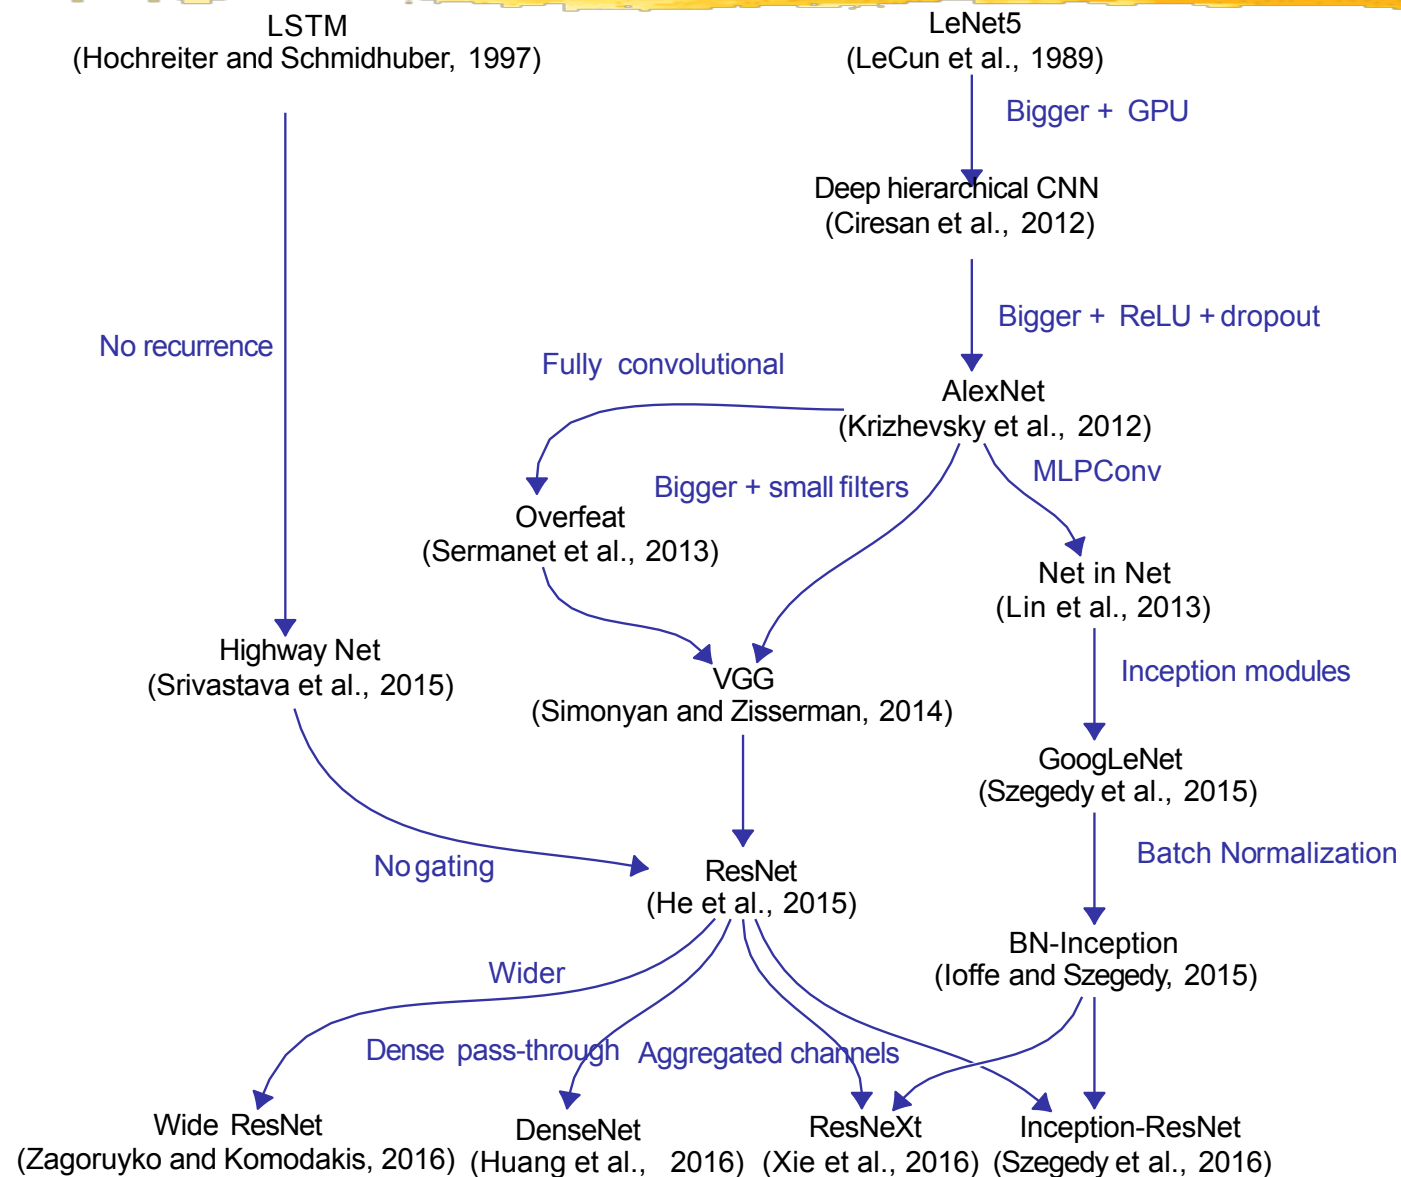 LSTM
(Hochreiter and Schmidhuber, 1997)
LeNet5
(LeCun et al., 1989)
Bigger + GPU
Deep hierarchical CNN
(Ciresan et al., 2012)
Bigger + ReLU + dropout
No recurrence
Fully convolutional
AlexNet
(Krizhevsky et al., 2012)
MLPConv
Bigger + small filters
Overfeat
(Sermanet et al., 2013)
Net in Net
(Lin et al., 2013)
Highway Net
(Srivastava et al., 2015)
VGG
(Simonyan and Zisserman, 2014)
Inception modules
GoogLeNet
(Szegedy et al., 2015)
Batch Normalization
No gating
ResNet
(He et al., 2015)
BN-Inception
(Ioffe and Szegedy, 2015)
Wider
Dense pass-through
Aggregated channels
Wide ResNet
(Zagoruyko and Komodakis, 2016)
DenseNet
(Huang et al., 2016)
ResNeXt
(Xie et al., 2016)
Inception-ResNet
(Szegedy et al., 2016)